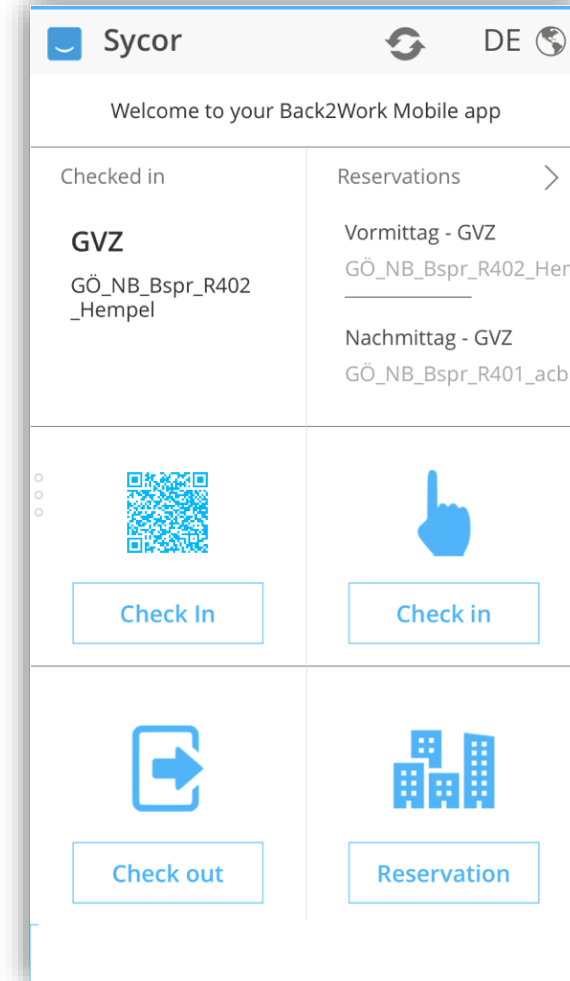 Sycor
DE
Welcome to your Back2Work Mobile app
Checked in
GVZ
GÖ_NB_Bspr_R402
_Hempel
Reservations
Vormittag - GVZ
GÖ_NB_Bspr_R402_Hem
Nachmittag - GVZ
GÖ_NB_Bspr_R401_acb
Check In
Check in
Check out
Reservation